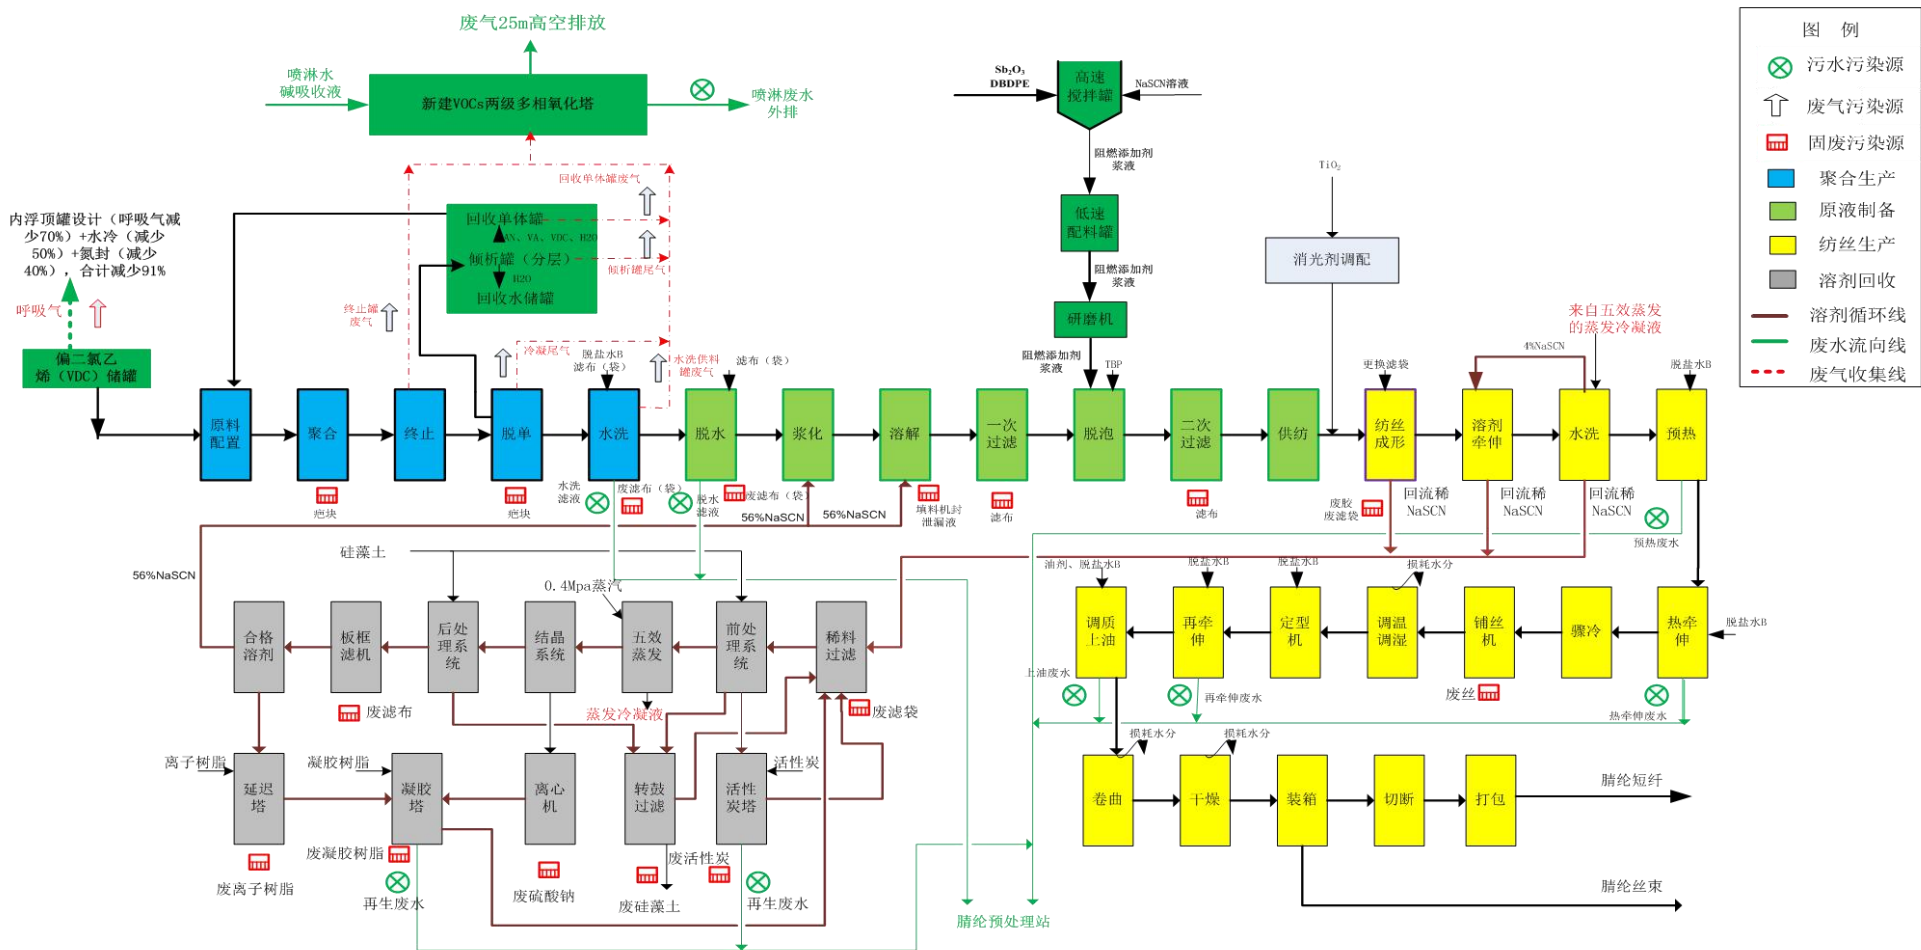 废气25m高空排放
喷淋水
碱吸收液
新建VOCs两级多相氧化塔
喷淋废水
外排
Sb₂O₃
DBDPE
高速
搅拌罐
NaSCN溶液
阻燃添加剂
浆液
低速
配料罐
阻燃添加剂
浆液
研磨机
阻燃添加剂
浆液
TBP
TiO₂
消光剂调配
图 例
污水污染源
废气污染源
固废污染源
聚合生产
原液制备
纺丝生产
溶剂回收
溶剂循环线
废水流向线
废气收集线
内浮顶罐设计（呼吸气减
少70%）+水冷（减少
50%）+氮封（减少
40%），合计减少91%
呼吸气
偏二氯乙
烯（VDC）储罐
回收单体罐废气
回收单体罐
AN、VA、VDC、H2O
倾析罐（分层）
倾析罐尾气
H2O
回收水储罐
终止罐
废气
冷凝尾气
脱盐水B
滤布（袋）
水洗供料
罐废气
滤布（袋）
更换滤袋
4%NaSCN
来自五效蒸发
的蒸发冷凝液
脱盐水B
原料
配置
聚合
终止
脱单
水洗
脱水
浆化
溶解
一次
过滤
脱泡
二次
过滤
供纺
纺丝
成形
溶剂
牵伸
水洗
预热
疤块
疤块
水洗
滤液
废滤布（袋）
脱水
滤液
废滤布（袋）
56%NaSCN
56%NaSCN
填料机封
泄漏液
滤布
滤布
废胶
废滤袋
回流稀
NaSCN
回流稀
NaSCN
回流稀
NaSCN
预热废水
56%NaSCN
硅藻土
0.4Mpa蒸汽
合格
溶剂
板框
滤机
后处
理系
统
结晶
系统
五效
蒸发
前处
理系
统
稀料
过滤
油剂、脱盐水B
脱盐水B
脱盐水B
损耗水分
调质
上油
再牵
伸
定型
机
调温
调湿
铺丝
机
骤冷
热牵
伸
脱盐水B
废滤布
蒸发冷凝液
废滤袋
上油废水
再牵伸废水
废丝
热牵伸废水
离子树脂
延迟
塔
凝胶树脂
凝胶
塔
离心
机
转鼓
过滤
活性
炭塔
活性炭
损耗水分
损耗水分
卷曲
干燥
装箱
切断
打包
腈纶短纤
废离子树脂
废凝胶树脂
再生废水
废硫酸钠
废硅藻土
废活性炭
再生废水
腈纶预处理站
腈纶丝束